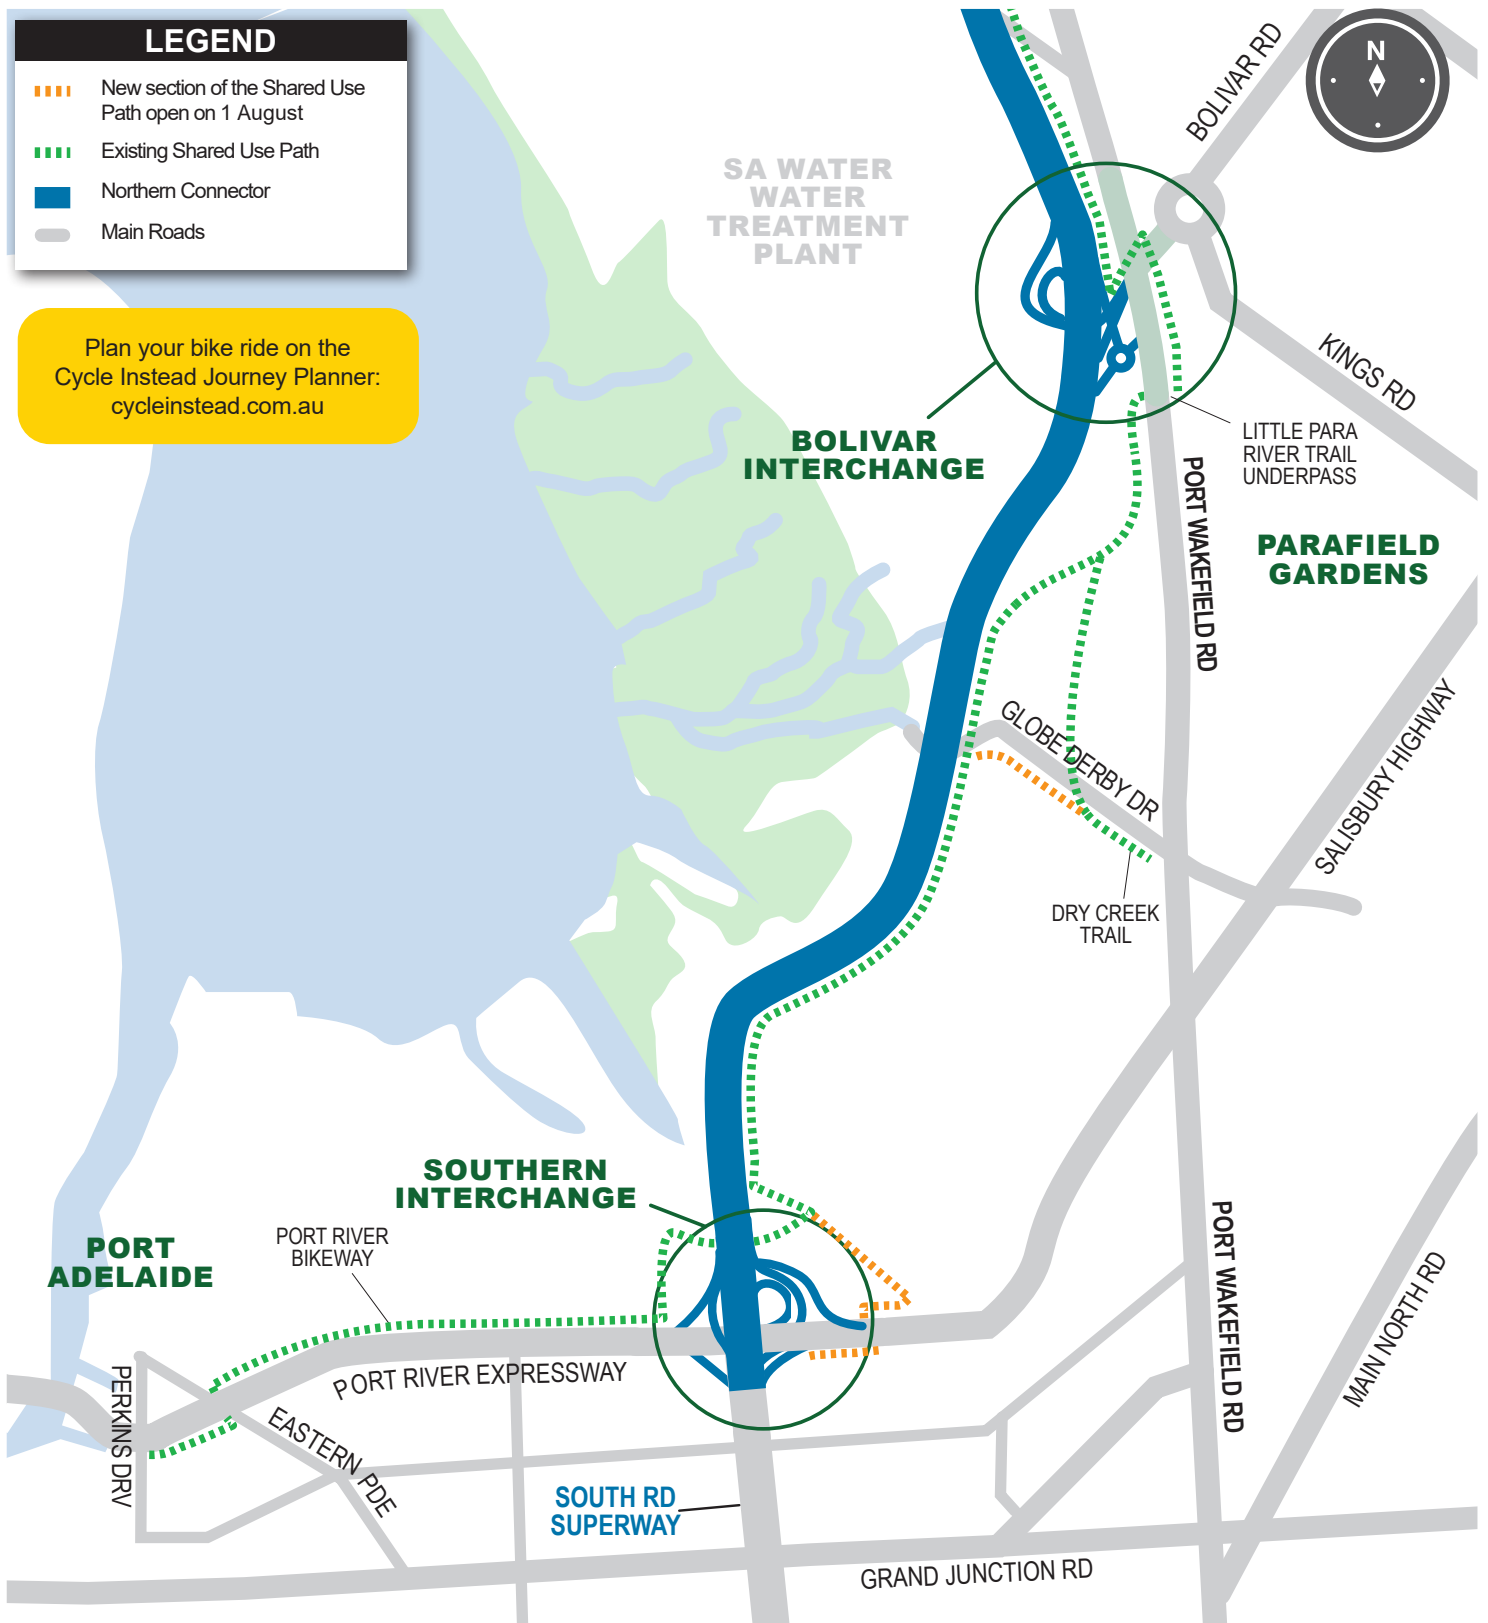 LEGEND
New section of the Shared Use
Path open on 1 August
Existing Shared Use Path
Northern Connector
Main Roads
Plan your bike ride on the
Cycle Instead Journey Planner:
cycleinstead.com.au
N
BOLIVAR RD
SA WATER
WATER
TREATMENT
PLANT
KINGS RD
BOLIVAR
INTERCHANGE
LITTLE PARA
RIVER TRAIL
UNDERPASS
PORT WAKEFIELD RD
PARAFIELD
GARDENS
GLOBE DERBY DR
SALISBURY HIGHWAY
DRY CREEK
TRAIL
SOUTHERN
INTERCHANGE
PORT
ADELAIDE
PORT RIVER
BIKEWAY
PORT WAKEFIELD RD
MAIN NORTH RD
PERKINS DRV
PORT RIVER EXPRESSWAY
EASTERN PDE
SOUTH RD
SUPERWAY
GRAND JUNCTION RD